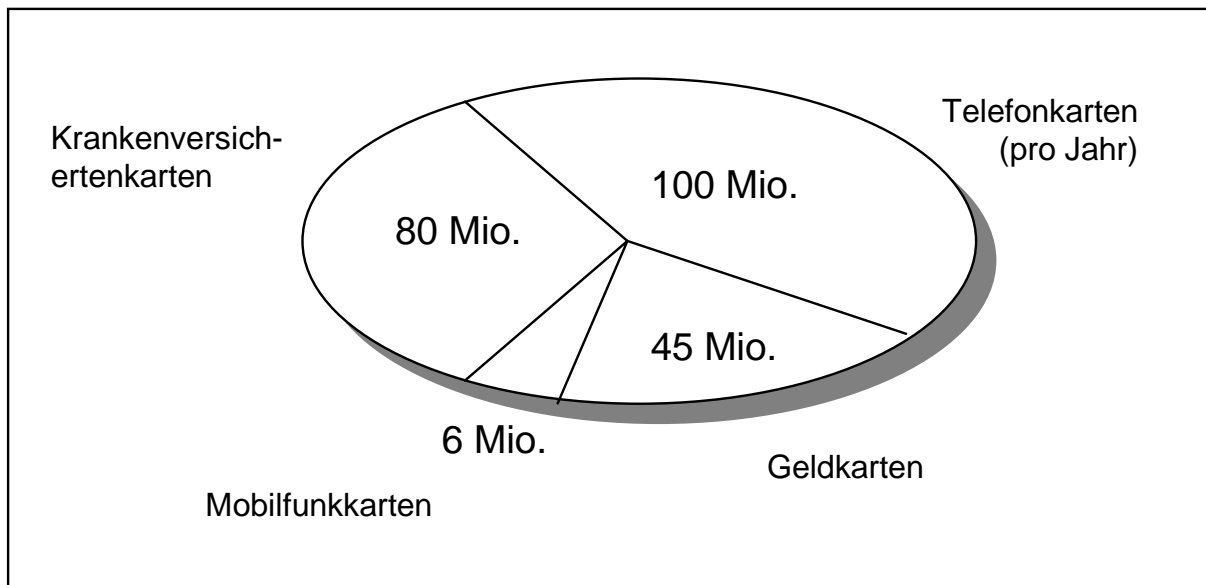 Krankenversich-
ertenkarten
Telefonkarten
(pro Jahr)
100 Mio.
80 Mio.
45 Mio.
6 Mio.
Geldkarten
Mobilfunkkarten